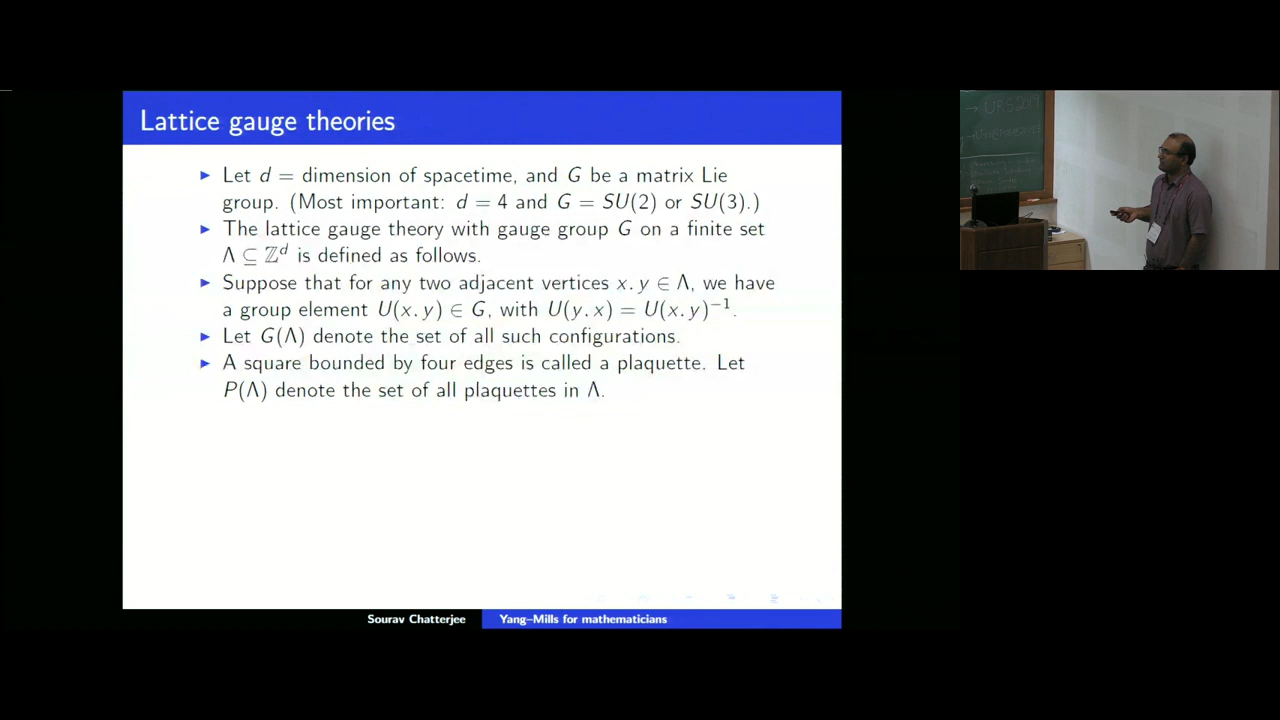 Lattice gauge theories
▶ Let d = dimension of spacetime, and G be a matrix Lie
group. (Most important: d = 4 and G = SU(2) or SU(3).)
▶ The lattice gauge theory with gauge group G on a finite set
Λ ⊆ ℤᵈ is defined as follows.
▶ Suppose that for any two adjacent vertices x, y ∈ Λ, we have
a group element U(x, y) ∈ G, with U(y, x) = U(x, y)⁻¹.
▶ Let G(Λ) denote the set of all such configurations.
▶ A square bounded by four edges is called a plaquette. Let
P(Λ) denote the set of all plaquettes in Λ.
Sourav Chatterjee Yang–Mills for mathematicians